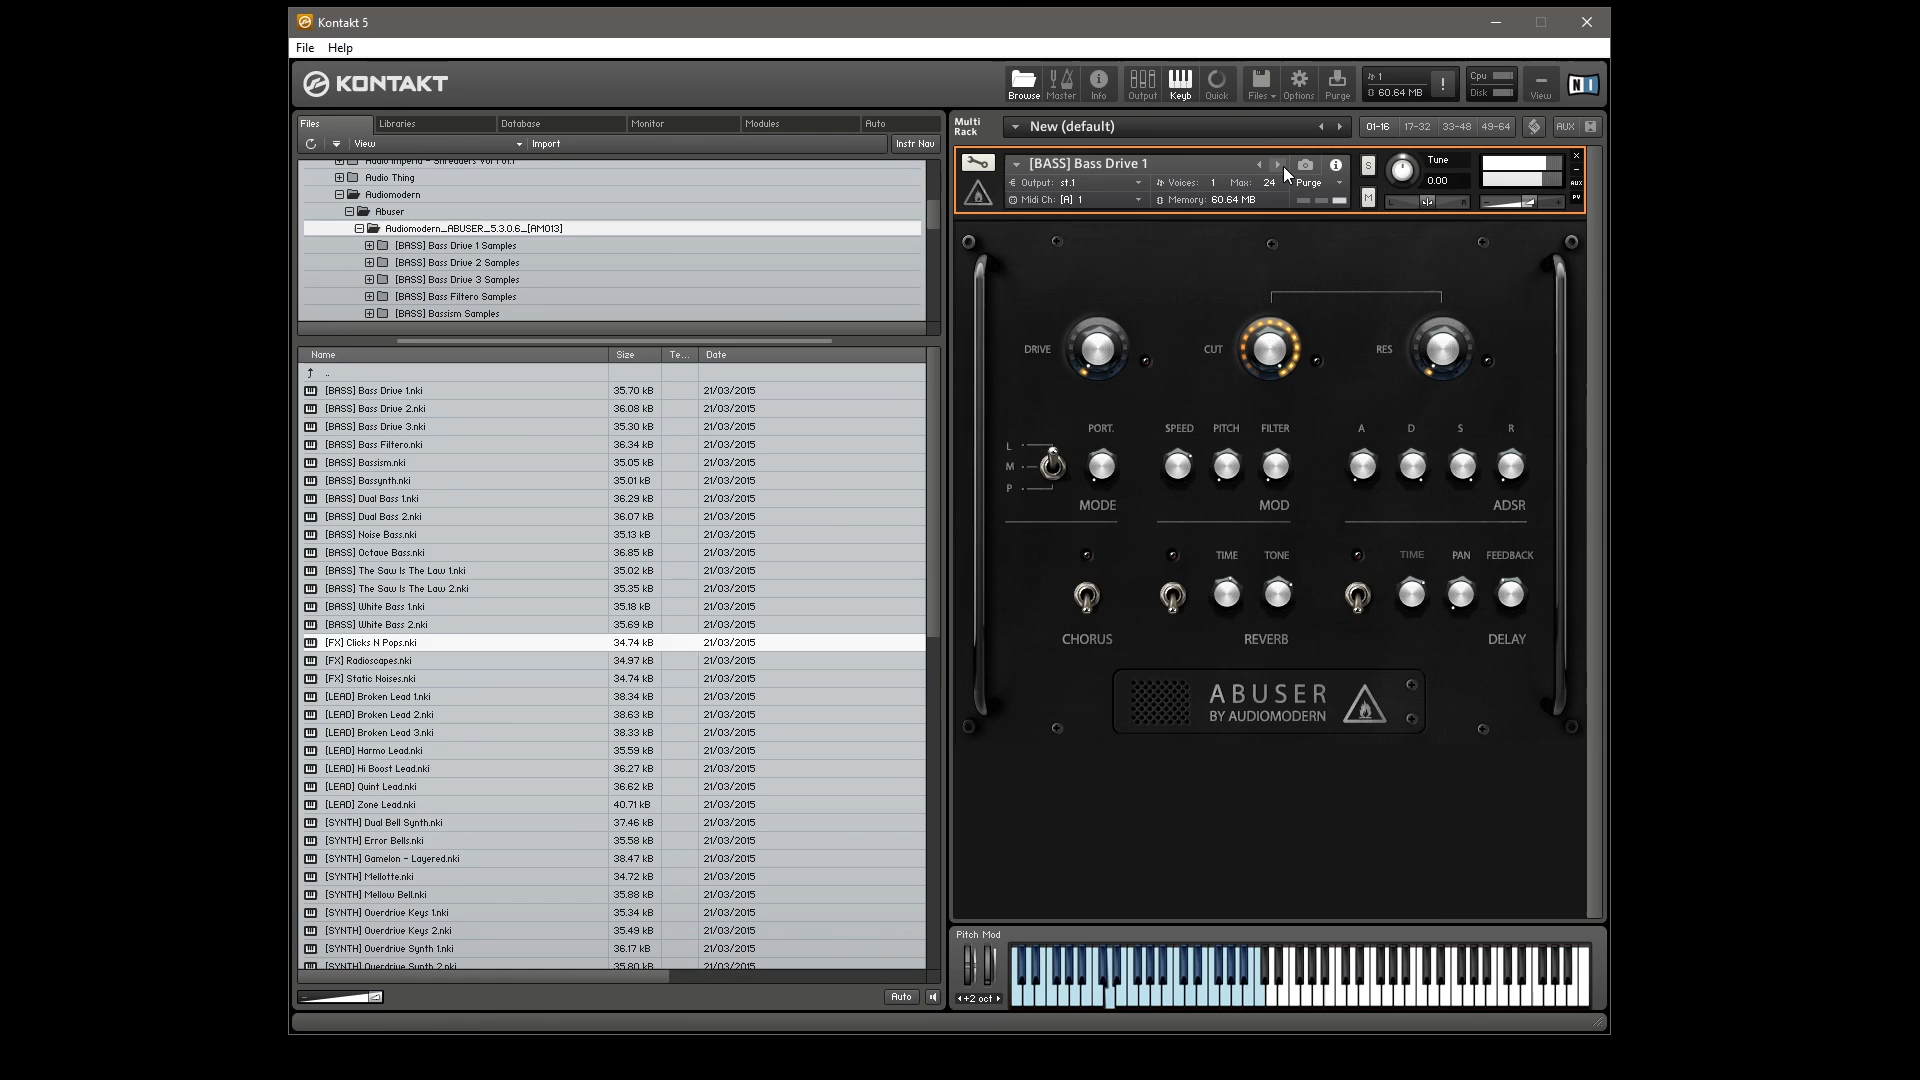 Kontakt 5
File Help
KONTAKT
Browse Master Info Output Keyb Quick Files Options Purge
1
60.64 MB
!
Cpu
Disk
View
NI
Files Libraries Database Monitor Modules Auto
View Import Instr Nav
Audio Imperia - Shredders Vol 1 v1.1
Audio Thing
Audiomodern
Abuser
Audiomodern_ABUSER_5.3.0.6_[AM013]
[BASS] Bass Drive 1 Samples
[BASS] Bass Drive 2 Samples
[BASS] Bass Drive 3 Samples
[BASS] Bass Filtero Samples
[BASS] Bassism Samples
Name Size Te... Date
..
[BASS] Bass Drive 1.nki 35.70 kB 21/03/2015
[BASS] Bass Drive 2.nki 36.08 kB 21/03/2015
[BASS] Bass Drive 3.nki 35.30 kB 21/03/2015
[BASS] Bass Filtero.nki 36.34 kB 21/03/2015
[BASS] Bassism.nki 35.05 kB 21/03/2015
[BASS] Bassynth.nki 35.01 kB 21/03/2015
[BASS] Dual Bass 1.nki 36.29 kB 21/03/2015
[BASS] Dual Bass 2.nki 36.07 kB 21/03/2015
[BASS] Noise Bass.nki 35.13 kB 21/03/2015
[BASS] Octave Bass.nki 36.85 kB 21/03/2015
[BASS] The Saw Is The Law 1.nki 35.02 kB 21/03/2015
[BASS] The Saw Is The Law 2.nki 35.35 kB 21/03/2015
[BASS] White Bass 1.nki 35.18 kB 21/03/2015
[BASS] White Bass 2.nki 35.69 kB 21/03/2015
[FX] Clicks N Pops.nki 34.74 kB 21/03/2015
[FX] Radioscapes.nki 34.97 kB 21/03/2015
[FX] Static Noises.nki 34.74 kB 21/03/2015
[LEAD] Broken Lead 1.nki 38.34 kB 21/03/2015
[LEAD] Broken Lead 2.nki 38.63 kB 21/03/2015
[LEAD] Broken Lead 3.nki 38.33 kB 21/03/2015
[LEAD] Harmo Lead.nki 35.59 kB 21/03/2015
[LEAD] Hi Boost Lead.nki 36.27 kB 21/03/2015
[LEAD] Quint Lead.nki 36.62 kB 21/03/2015
[LEAD] Zone Lead.nki 40.71 kB 21/03/2015
[SYNTH] Dual Bell Synth.nki 37.46 kB 21/03/2015
[SYNTH] Error Bells.nki 35.58 kB 21/03/2015
[SYNTH] Gamelon - Layered.nki 38.47 kB 21/03/2015
[SYNTH] Mellotte.nki 34.72 kB 21/03/2015
[SYNTH] Mellow Bell.nki 35.88 kB 21/03/2015
[SYNTH] Overdrive Keys 1.nki 35.34 kB 21/03/2015
[SYNTH] Overdrive Keys 2.nki 35.49 kB 21/03/2015
[SYNTH] Overdrive Synth 1.nki 36.17 kB 21/03/2015
[SYNTH] Overdrive Synth 2.nki 35.80 kB 21/03/2015
Auto
Multi
Rack
New (default)
01-16 17-32 33-48 49-64 AUX
[BASS] Bass Drive 1
Output: st.1 Voices: 1 Max: 24 Purge
Midi Ch: [A] 1 Memory: 60.64 MB
S
M
Tune
0.00
L R
AUX
PV
DRIVE CUT RES
PORT. SPEED PITCH FILTER A D S R
L
M
P
MODE MOD ADSR
TIME TONE TIME PAN FEEDBACK
CHORUS REVERB DELAY
ABUSER
BY AUDIOMODERN
Pitch Mod
+2 oct